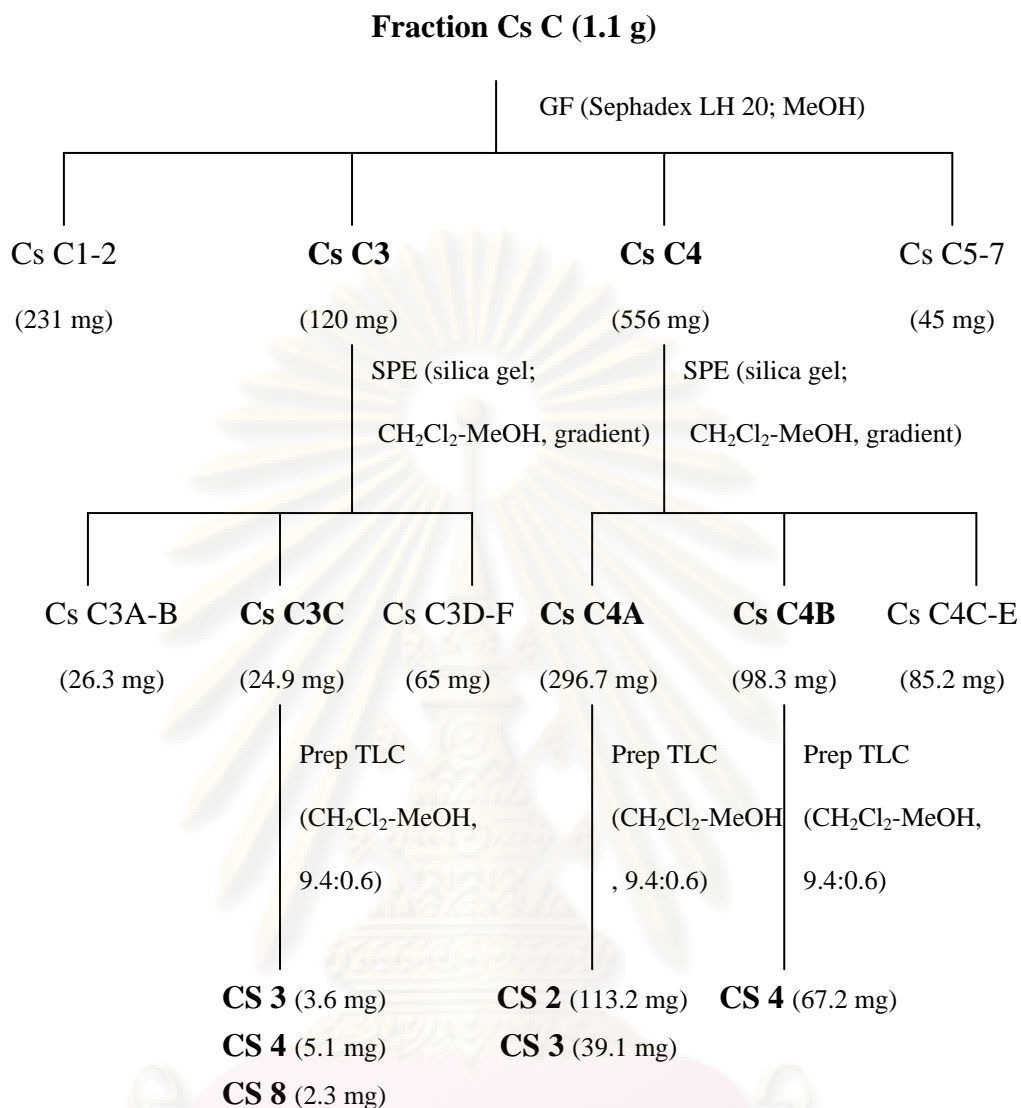 Fraction Cs C (1.1 g)
GF (Sephadex LH 20; MeOH)
Cs C1-2 Cs C3 Cs C4 Cs C5-7
(231 mg) (120 mg) (556 mg) (45 mg)
SPE (silica gel; SPE (silica gel;
CH₂Cl₂-MeOH, gradient) CH₂Cl₂-MeOH, gradient)
Cs C3A-B Cs C3C Cs C3D-F Cs C4A Cs C4B Cs C4C-E
(26.3 mg) (24.9 mg) (65 mg) (296.7 mg) (98.3 mg) (85.2 mg)
Prep TLC Prep TLC Prep TLC
(CH₂Cl₂-MeOH, (CH₂Cl₂-MeOH (CH₂Cl₂-MeOH,
9.4:0.6) , 9.4:0.6) 9.4:0.6)
CS 3 (3.6 mg) CS 2 (113.2 mg) CS 4 (67.2 mg)
CS 4 (5.1 mg) CS 3 (39.1 mg)
CS 8 (2.3 mg)